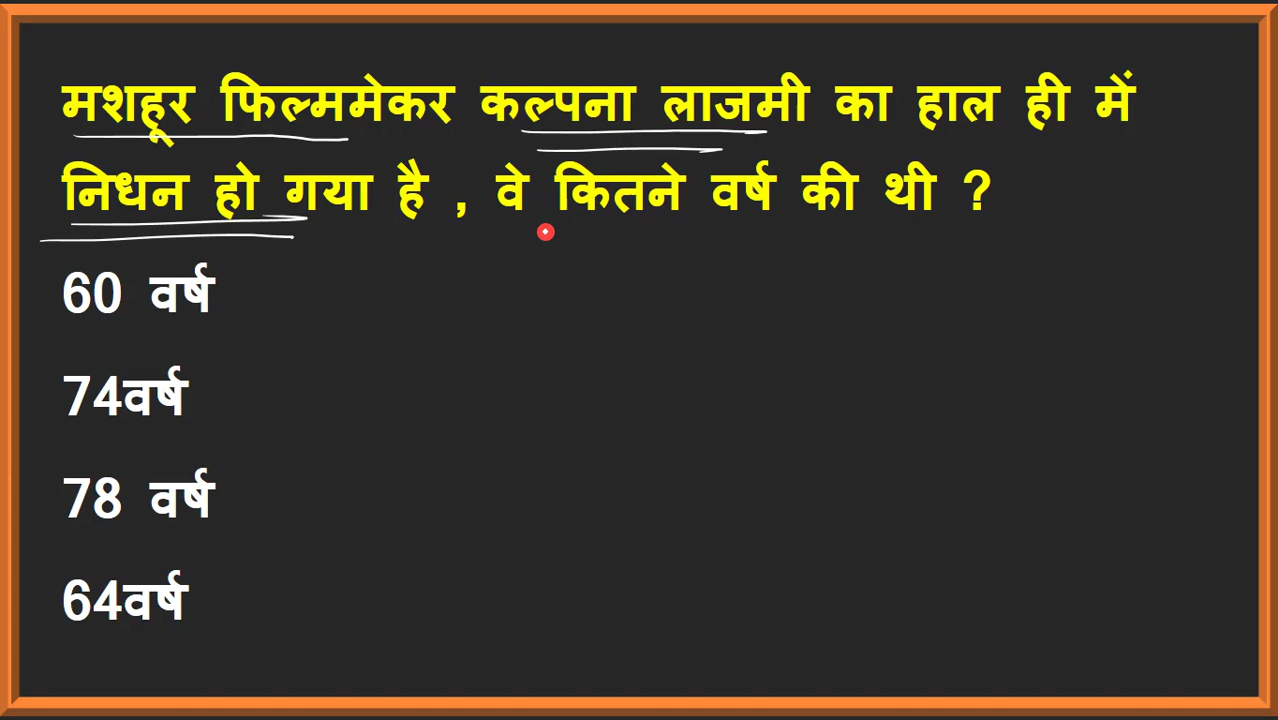 मशहूर फिल्ममेकर कल्पना लाजमी का हाल ही में
निधन हो गया है , वे कितने वर्ष की थी ?
60 वर्ष
74वर्ष
78 वर्ष
64वर्ष